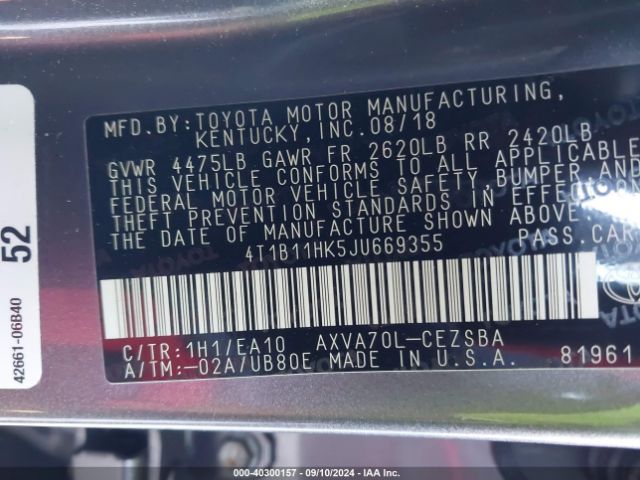 MFD.BY:TOYOTA MOTOR MANUFACTURING,
KENTUCKY, INC. 08/18
GVWR 4475LB GAWR FR 2620LB RR 2420LB
THIS VEHICLE CONFORMS TO ALL APPLICABLE
FEDERAL MOTOR VEHICLE SAFETY, BUMPER AND
THEFT PREVENTION STANDARDS IN EFFECT ON
THE DATE OF MANUFACTURE SHOWN ABOVE.
4T1B11HK5JU669355 PASS.CAR
C/TR:1H1/EA10 AXVA70L-CEZSBA
A/TM:-02A/UB80E MADE IN U.S.A. 81961
52
42661-06B40
000-40300157 - 09/10/2024 - IAA Inc.